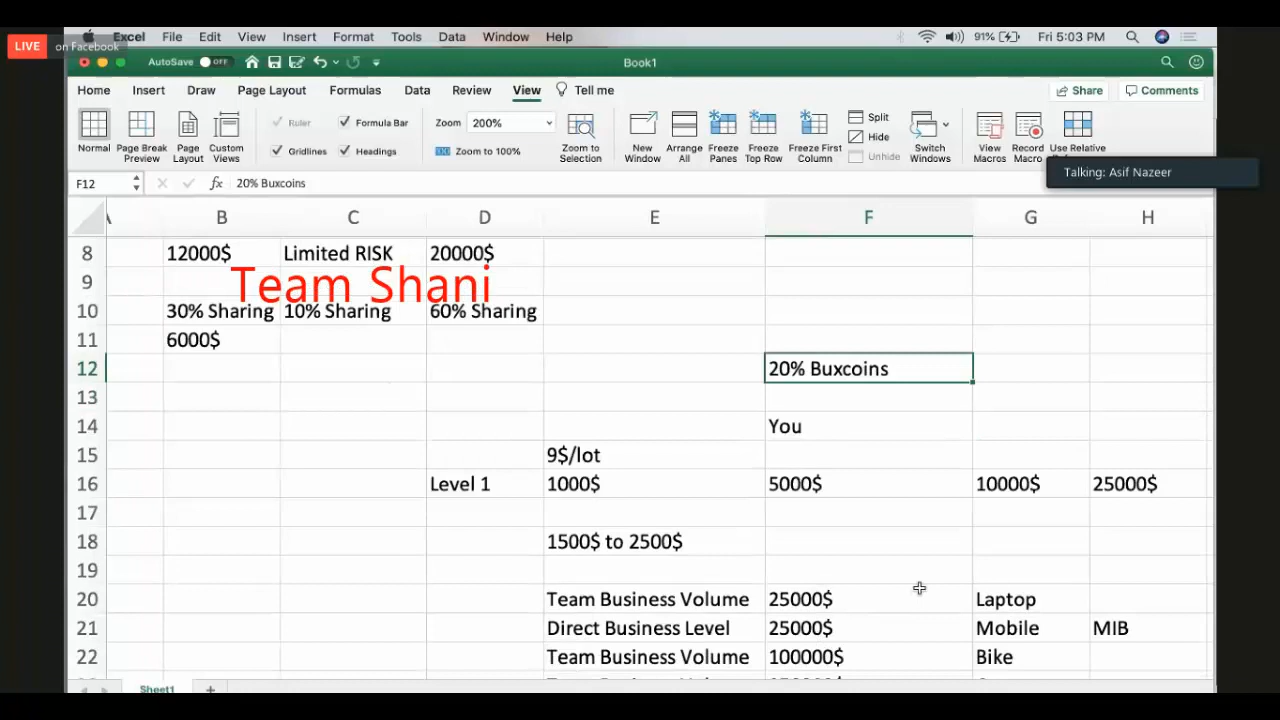 LIVE on Facebook
Excel File Edit View Insert Format Tools Data Window Help 91% Fri 5:03 PM
AutoSave OFF Book1
Home Insert Draw Page Layout Formulas Data Review View Tell me Share Comments
Normal Page Break Preview Page Layout Custom Views Ruler Formula Bar Gridlines Headings Zoom 200% Zoom to 100% Zoom to Selection New Window Arrange All Freeze Panes Freeze Top Row Freeze First Column Split Hide Unhide Switch Windows View Macros Record Macro Use Relative
Talking: Asif Nazeer
F12 fx 20% Buxcoins
B C D E F G H
8 12000$ Limited RISK 20000$
9
Team Shani
10 30% Sharing 10% Sharing 60% Sharing
11 6000$
12 20% Buxcoins
13
14 You
15 9$/lot
16 Level 1 1000$ 5000$ 10000$ 25000$
17
18 1500$ to 2500$
19
20 Team Business Volume 25000$ Laptop
21 Direct Business Level 25000$ Mobile MIB
22 Team Business Volume 100000$ Bike
Sheet1 +